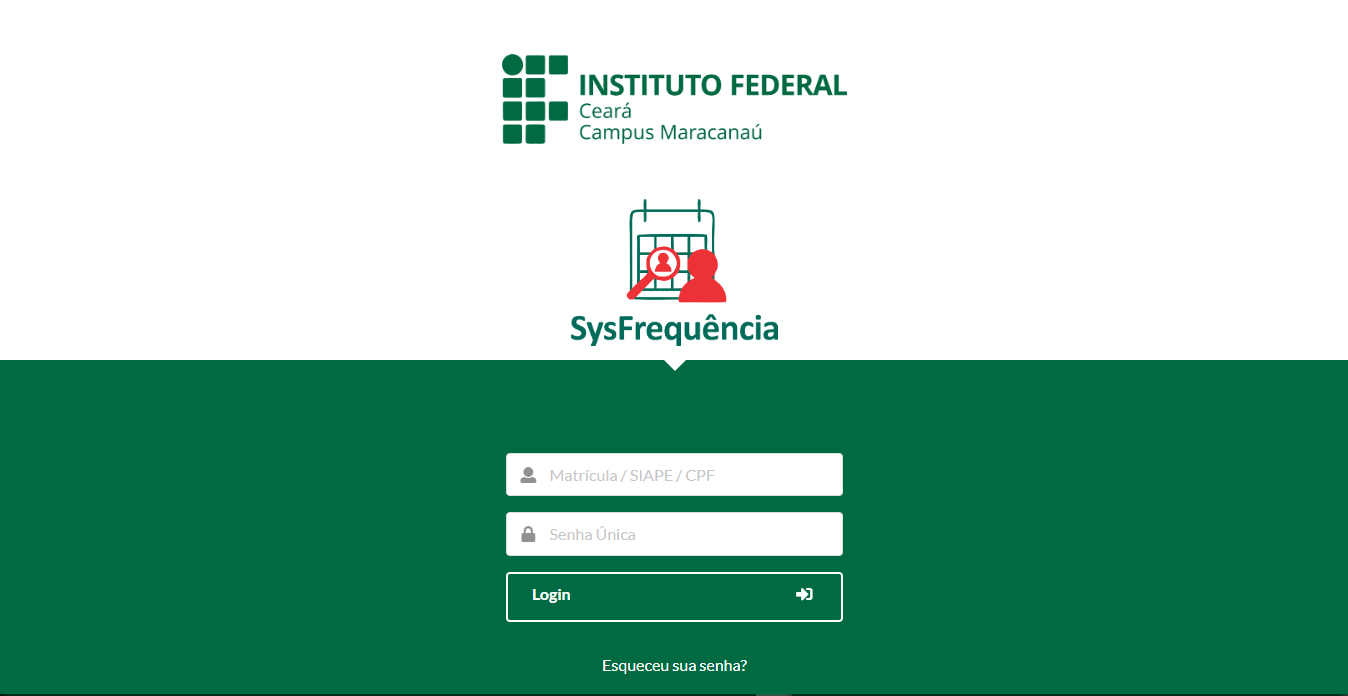 INSTITUTO FEDERAL
Ceará
Campus Maracanaú
SysFrequência
Matrícula / SIAPE / CPF
Senha Única
Login
Esqueceu sua senha?